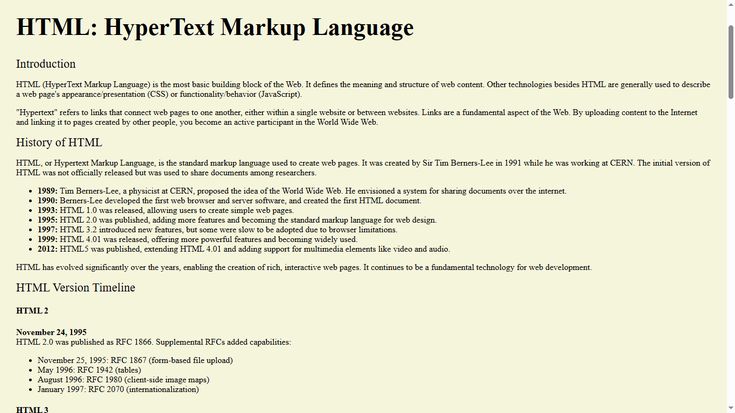 HTML: HyperText Markup Language
Introduction
HTML (HyperText Markup Language) is the most basic building block of the Web. It defines the meaning and structure of web content. Other technologies besides HTML are generally used to describe
a web page's appearance/presentation (CSS) or functionality/behavior (JavaScript).
"Hypertext" refers to links that connect web pages to one another, either within a single website or between websites. Links are a fundamental aspect of the Web. By uploading content to the Internet
and linking it to pages created by other people, you become an active participant in the World Wide Web.
History of HTML
HTML, or Hypertext Markup Language, is the standard markup language used to create web pages. It was created by Sir Tim Berners-Lee in 1991 while he was working at CERN. The initial version of
HTML was not officially released but was used to share documents among researchers.
• 1989: Tim Berners-Lee, a physicist at CERN, proposed the idea of the World Wide Web. He envisioned a system for sharing documents over the internet.
• 1990: Berners-Lee developed the first web browser and server software, and created the first HTML document.
• 1993: HTML 1.0 was released, allowing users to create simple web pages.
• 1995: HTML 2.0 was published, adding more features and becoming the standard markup language for web design.
• 1997: HTML 3.2 introduced new features, but some were slow to be adopted due to browser limitations.
• 1999: HTML 4.01 was released, offering more powerful features and becoming widely used.
• 2012: HTML5 was published, extending HTML 4.01 and adding support for multimedia elements like video and audio.
HTML has evolved significantly over the years, enabling the creation of rich, interactive web pages. It continues to be a fundamental technology for web development.
HTML Version Timeline
HTML 2
November 24, 1995
HTML 2.0 was published as RFC 1866. Supplemental RFCs added capabilities:
• November 25, 1995: RFC 1867 (form-based file upload)
• May 1996: RFC 1942 (tables)
• August 1996: RFC 1980 (client-side image maps)
• January 1997: RFC 2070 (internationalization)
HTML 3